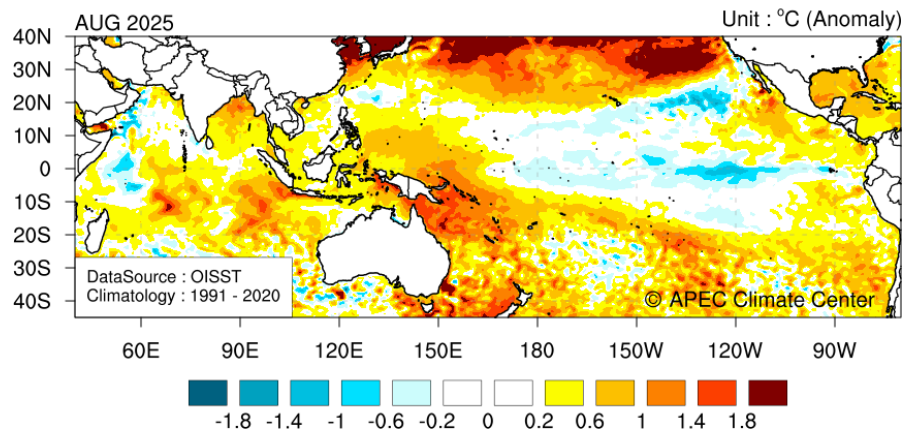 AUG 2025
Unit : °C (Anomaly)
40N
30N
20N
10N
0
10S
20S
30S
40S
DataSource : OISST
Climatology : 1991 - 2020
© APEC Climate Center
60E 90E 120E 150E 180 150W 120W 90W
-1.8 -1.4 -1 -0.6 -0.2 0 0.2 0.6 1 1.4 1.8